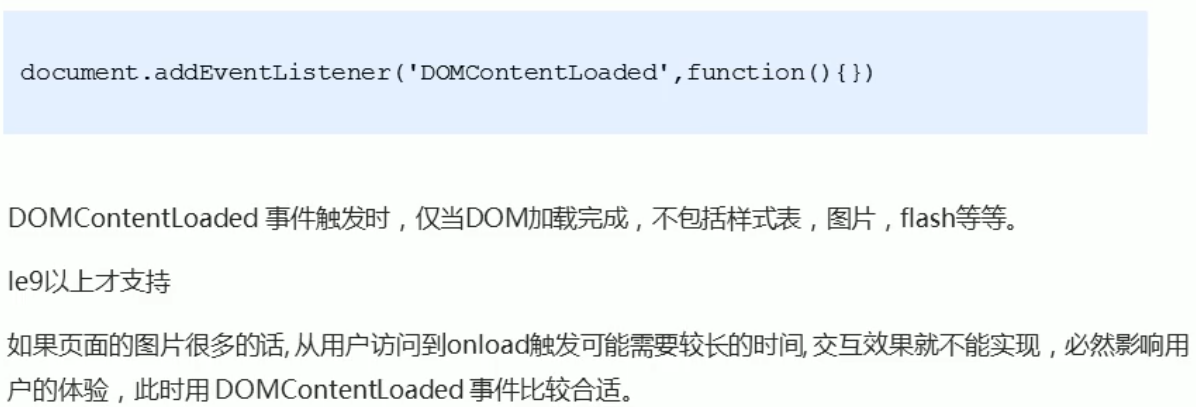 document.addEventListener('DOMContentLoaded',function(){})
DOMContentLoaded 事件触发时，仅当DOM加载完成，不包括样式表，图片，flash等等。
Ie9以上才支持
如果页面的图片很多的话, 从用户访问到onload触发可能需要较长的时间, 交互效果就不能实现，必然影响用
户的体验，此时用 DOMContentLoaded 事件比较合适。